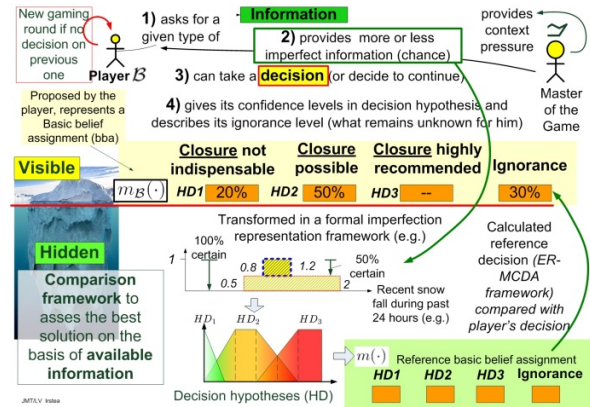 New gaming
round if no
decision on
previous
one
Player B
1) asks for a
given type of
Information
2) provides more or less
imperfect information (chance)
provides
context
pressure
3) can take a decision (or decide to continue)
Master
of the
Game
4) gives its confidence levels in decision hypothesis and
describes its ignorance level (what remains unknown for him)
Proposed by the
player, represents a
Basic belief
assignment (bba)
Closure not
indispensable
Closure
possible
Closure highly
recommended
Ignorance
Visible
m_B(·)
HD1 20%
HD2 50%
HD3 --
30%
Hidden
Comparison
framework to
asses the best
solution on the
basis of available
information
Transformed in a formal imperfection
representation framework (e.g.)
100%
certain
1
0.5
0.8
1.2
2
50%
certain
Recent snow
fall during past
24 hours (e.g.)
Calculated
reference
decision (ER-
MCDA
framework)
compared with
player's decision
HD₁ HD₂ HD₃
Decision hypotheses (HD)
m(·)
Reference basic belief assignment
HD1 HD2 HD3 Ignorance
JMT/LV Irstea